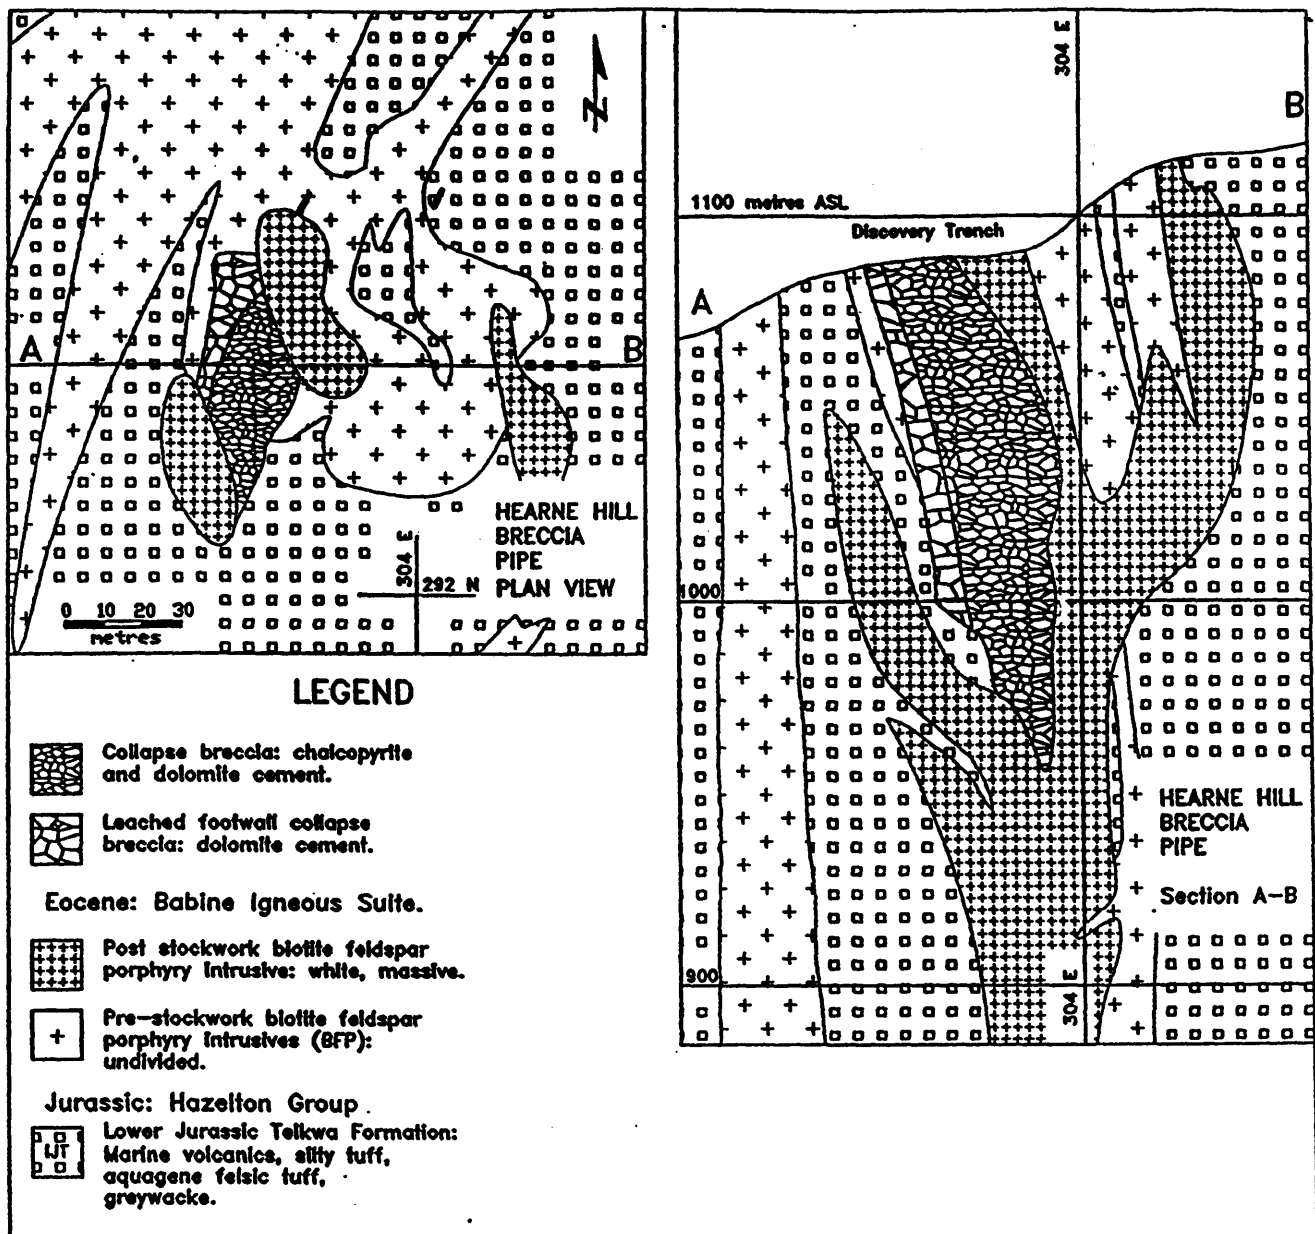 N
A
B
304 E
292 N
HEARNE HILL
BRECCIA
PIPE
PLAN VIEW
0 10 20 30
metres
304 E
B
1100 metres ASL
Discovery Trench
A
1000
HEARNE HILL
BRECCIA
PIPE
Section A-B
900
304 E
LEGEND
Collapse breccia: chalcopyrite
and dolomite cement.
Leached footwall collapse
breccia: dolomite cement.
Eocene: Babine Igneous Suite.
Post stockwork biotite feldspar
porphyry intrusive: white, massive.
Pre-stockwork biotite feldspar
porphyry intrusives (BFP):
undivided.
Jurassic: Hazelton Group.
lJT
Lower Jurassic Telkwa Formation:
Marine volcanics, silty tuff,
aquagene felsic tuff,
greywacke.